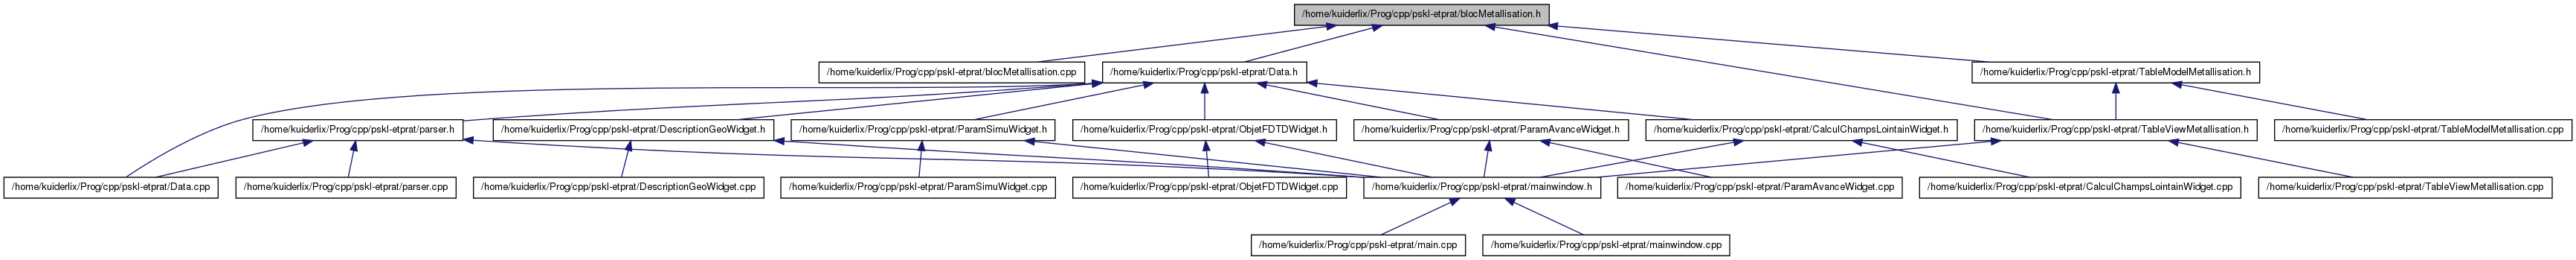 /home/kuiderlix/Prog/cpp/pskl-etprat/blocMetallisation.h
/home/kuiderlix/Prog/cpp/pskl-etprat/blocMetallisation.cpp
/home/kuiderlix/Prog/cpp/pskl-etprat/Data.h
/home/kuiderlix/Prog/cpp/pskl-etprat/TableModelMetallisation.h
/home/kuiderlix/Prog/cpp/pskl-etprat/parser.h
/home/kuiderlix/Prog/cpp/pskl-etprat/DescriptionGeoWidget.h
/home/kuiderlix/Prog/cpp/pskl-etprat/ParamSimuWidget.h
/home/kuiderlix/Prog/cpp/pskl-etprat/ObjetFDTDWidget.h
/home/kuiderlix/Prog/cpp/pskl-etprat/ParamAvanceWidget.h
/home/kuiderlix/Prog/cpp/pskl-etprat/CalculChampsLointainWidget.h
/home/kuiderlix/Prog/cpp/pskl-etprat/TableViewMetallisation.h
/home/kuiderlix/Prog/cpp/pskl-etprat/TableModelMetallisation.cpp
/home/kuiderlix/Prog/cpp/pskl-etprat/Data.cpp
/home/kuiderlix/Prog/cpp/pskl-etprat/parser.cpp
/home/kuiderlix/Prog/cpp/pskl-etprat/DescriptionGeoWidget.cpp
/home/kuiderlix/Prog/cpp/pskl-etprat/ParamSimuWidget.cpp
/home/kuiderlix/Prog/cpp/pskl-etprat/ObjetFDTDWidget.cpp
/home/kuiderlix/Prog/cpp/pskl-etprat/mainwindow.h
/home/kuiderlix/Prog/cpp/pskl-etprat/ParamAvanceWidget.cpp
/home/kuiderlix/Prog/cpp/pskl-etprat/CalculChampsLointainWidget.cpp
/home/kuiderlix/Prog/cpp/pskl-etprat/TableViewMetallisation.cpp
/home/kuiderlix/Prog/cpp/pskl-etprat/main.cpp
/home/kuiderlix/Prog/cpp/pskl-etprat/mainwindow.cpp